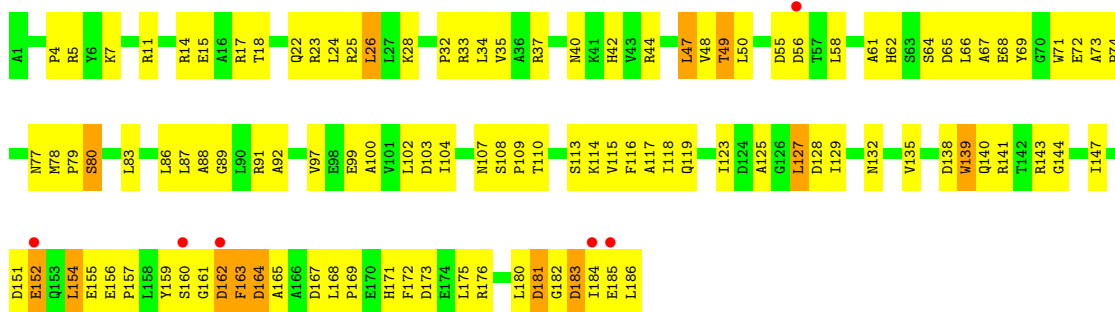 A1 P4 R5 Y6 K7 R11 R14 E15 A16 R17 T18 Q22 R23 L24 R25 L26 L27 K28 P32 R33 L34 V35 A36 R37 N40 K41 H42 V43 R44 L47 V48 T49 L50 D55 D56 T57 L58 A61 H62 S63 S64 D65 L66 A67 E68 Y69 G70 W71 E72 A73
N77 M78 P79 S80 L83 L86 L87 A88 G89 L90 R91 A92 V97 E98 E99 A100 V101 L102 D103 I104 N107 S108 P109 T110 S113 K114 V115 F116 A117 I118 Q119 I123 D124 A125 G126 L127 D128 I129 N132 V135 D138 W139 Q140 R141 T142 R143 G144 I147
D151 E152 Q153 L154 E155 E156 P157 L158 Y159 S160 G161 D162 F163 D164 A165 A166 D167 L168 P169 E170 H171 F172 D173 E174 L175 R176 L180 D181 G182 D183 I184 E185 L186